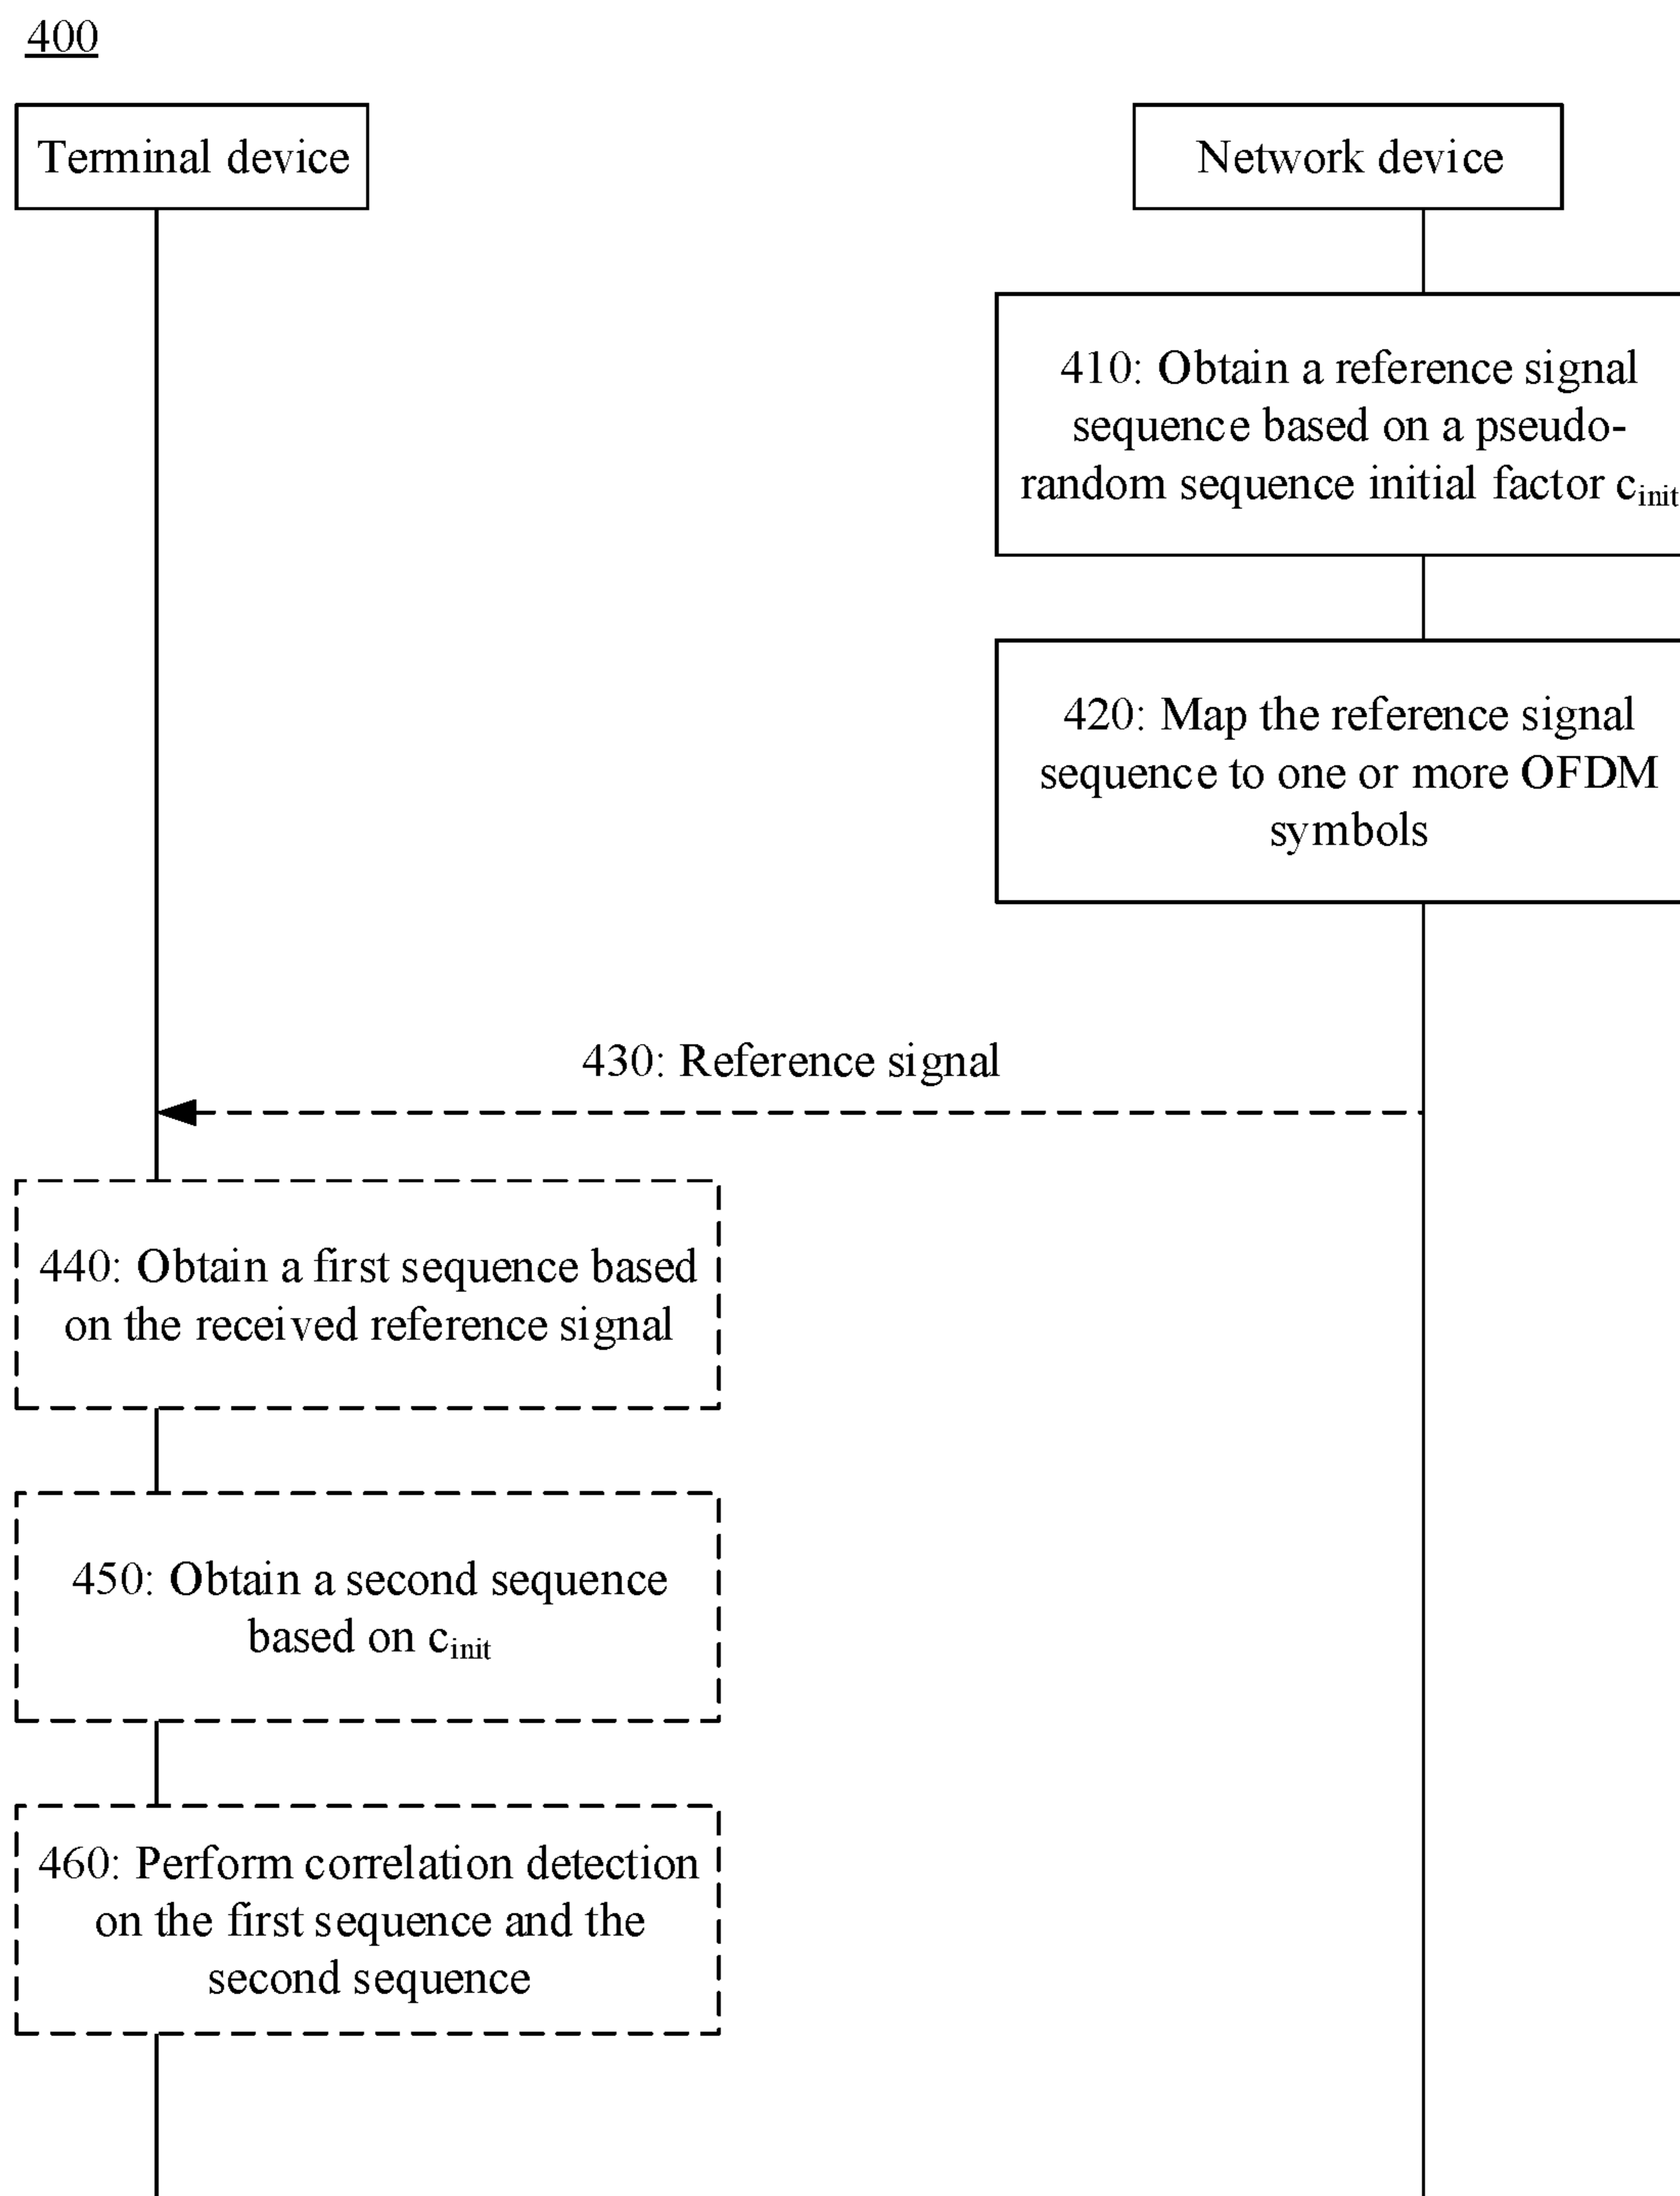 400
Terminal device
Network device
410: Obtain a reference signal
sequence based on a pseudo-
random sequence initial factor cinit
420: Map the reference signal
sequence to one or more OFDM
symbols
430: Reference signal
440: Obtain a first sequence based
on the received reference signal
450: Obtain a second sequence
based on cinit
460: Perform correlation detection
on the first sequence and the
second sequence